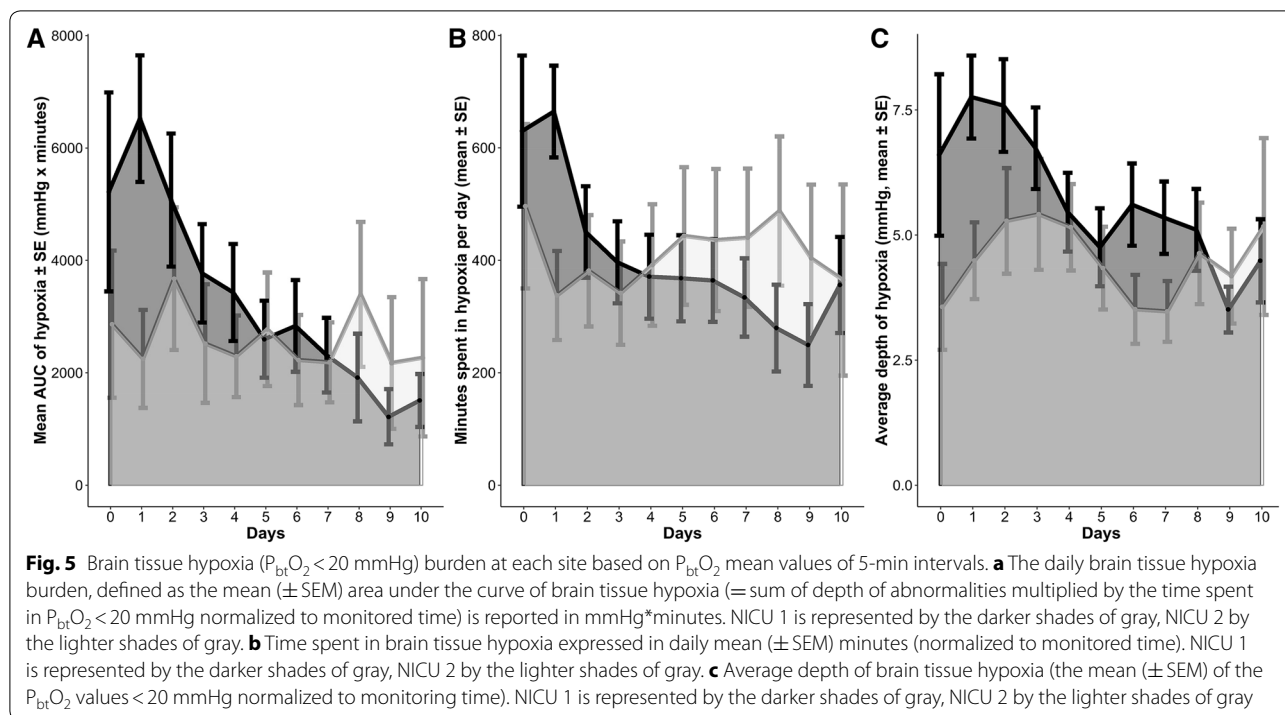 A
B
C
Mean AUC of hypoxia ± SE (mmHg x minutes)
8000
6000
4000
2000
0
0 1 2 3 4 5 6 7 8 9 10
Days
Minutes spent in hypoxia per day (mean ± SE)
800
600
400
200
0
0 1 2 3 4 5 6 7 8 9 10
Days
Average depth of hypoxia (mmHg, mean ± SE)
7.5
5.0
2.5
0.0
0 1 2 3 4 5 6 7 8 9 10
Days
Fig. 5 Brain tissue hypoxia (PbtO2 < 20 mmHg) burden at each site based on PbtO2 mean values of 5-min intervals. a The daily brain tissue hypoxia
burden, defined as the mean (± SEM) area under the curve of brain tissue hypoxia (= sum of depth of abnormalities multiplied by the time spent
in PbtO2 < 20 mmHg normalized to monitored time) is reported in mmHg*minutes. NICU 1 is represented by the darker shades of gray, NICU 2 by
the lighter shades of gray. b Time spent in brain tissue hypoxia expressed in daily mean (± SEM) minutes (normalized to monitored time). NICU 1
is represented by the darker shades of gray, NICU 2 by the lighter shades of gray. c Average depth of brain tissue hypoxia (the mean (± SEM) of the
PbtO2 values < 20 mmHg normalized to monitoring time). NICU 1 is represented by the darker shades of gray, NICU 2 by the lighter shades of gray